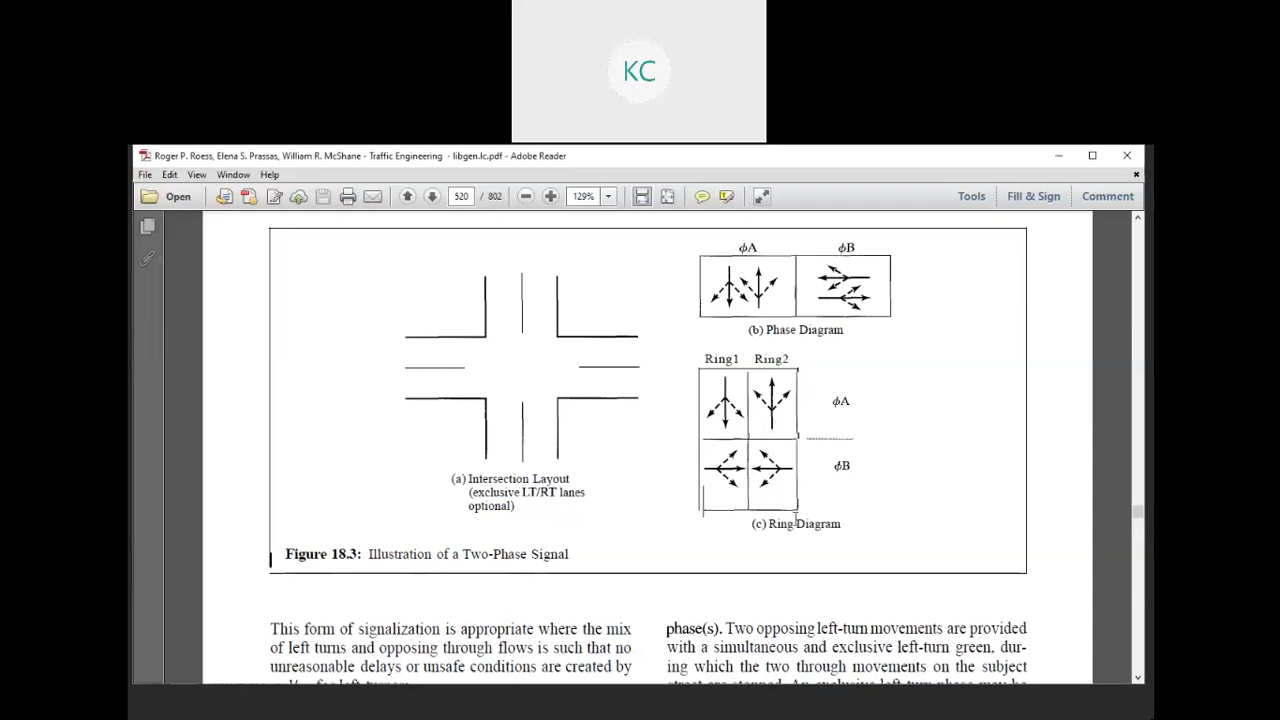 KC
Roger P. Roess, Elena S. Prassas, William R. McShane - Traffic Engineering - libgen.lc.pdf - Adobe Reader
File Edit View Window Help
Open 520 / 802 129% Tools Fill & Sign Comment
ϕA ϕB
(b) Phase Diagram
Ring1 Ring2
ϕA
ϕB
(c) Ring Diagram
(a) Intersection Layout
(exclusive LT/RT lanes
optional)
Figure 18.3: Illustration of a Two-Phase Signal
This form of signalization is appropriate where the mix
of left turns and opposing through flows is such that no
unreasonable delays or unsafe conditions are created by
phase(s). Two opposing left-turn movements are provided
with a simultaneous and exclusive left-turn green, dur-
ing which the two through movements on the subject